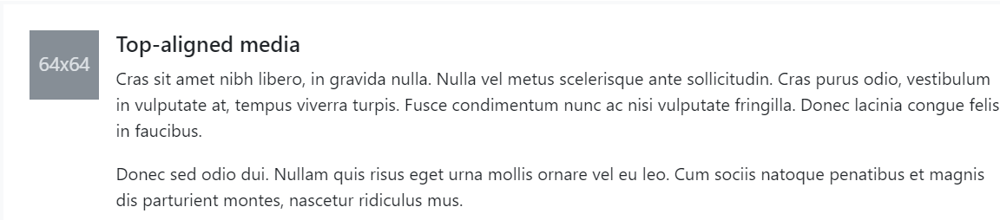 64x64
Top-aligned media
Cras sit amet nibh libero, in gravida nulla. Nulla vel metus scelerisque ante sollicitudin. Cras purus odio, vestibulum
in vulputate at, tempus viverra turpis. Fusce condimentum nunc ac nisi vulputate fringilla. Donec lacinia congue felis
in faucibus.
Donec sed odio dui. Nullam quis risus eget urna mollis ornare vel eu leo. Cum sociis natoque penatibus et magnis
dis parturient montes, nascetur ridiculus mus.